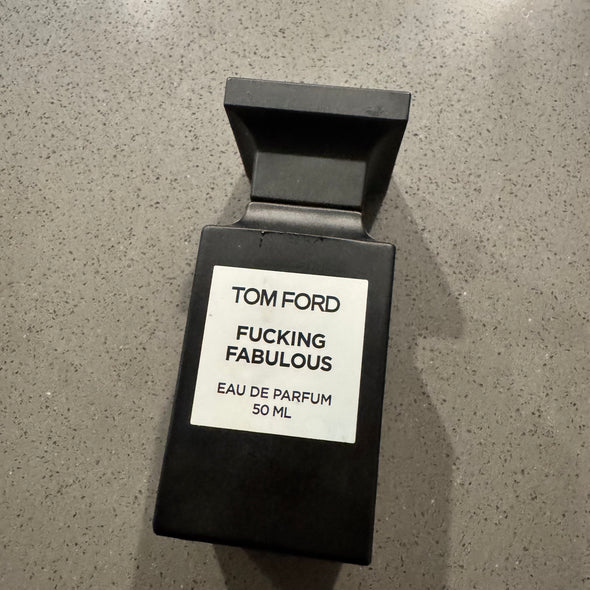 TOM FORD
FUCKING
FABULOUS
EAU DE PARFUM
50 ML